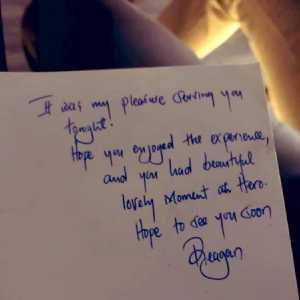 It was my pleasure serving you
tonight!
Hope you enjoyed the experience,
and you had beautiful
lovely moment at Hero.
Hope to see you soon
Reagan